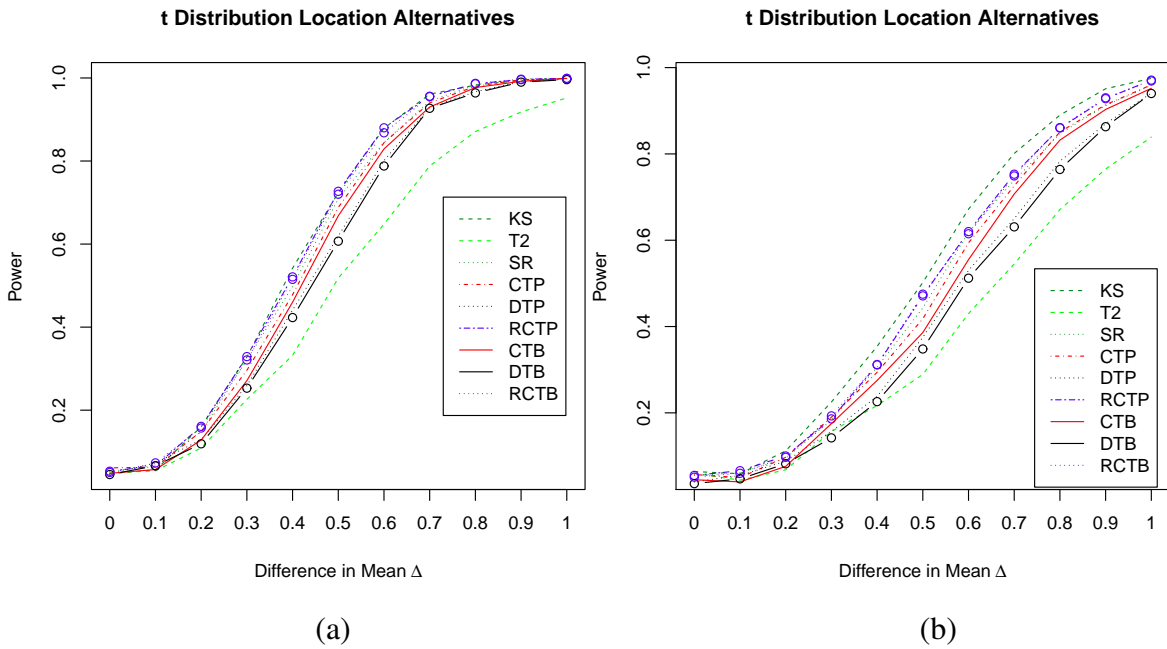 t Distribution Location Alternatives
Power
1.0
0.8
0.6
0.4
0.2
KS
T2
SR
CTP
DTP
RCTP
CTB
DTB
RCTB
0 0.1 0.2 0.3 0.4 0.5 0.6 0.7 0.8 0.9 1
Difference in Mean Δ
(a)
t Distribution Location Alternatives
Power
1.0
0.8
0.6
0.4
0.2
KS
T2
SR
CTP
DTP
RCTP
CTB
DTB
RCTB
0 0.1 0.2 0.3 0.4 0.5 0.6 0.7 0.8 0.9 1
Difference in Mean Δ
(b)